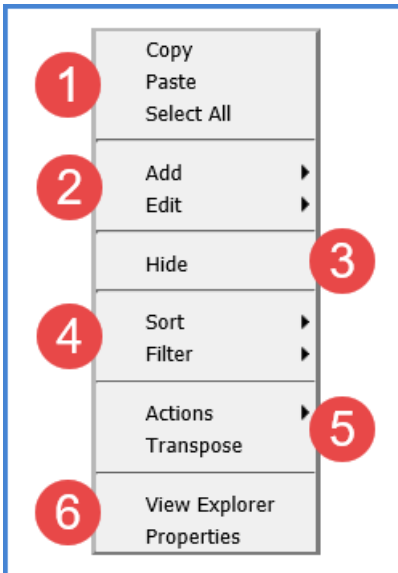 Copy
1
Paste
Select All
2
Add
Edit
Hide
3
4
Sort
Filter
Actions
5
Transpose
6
View Explorer
Properties